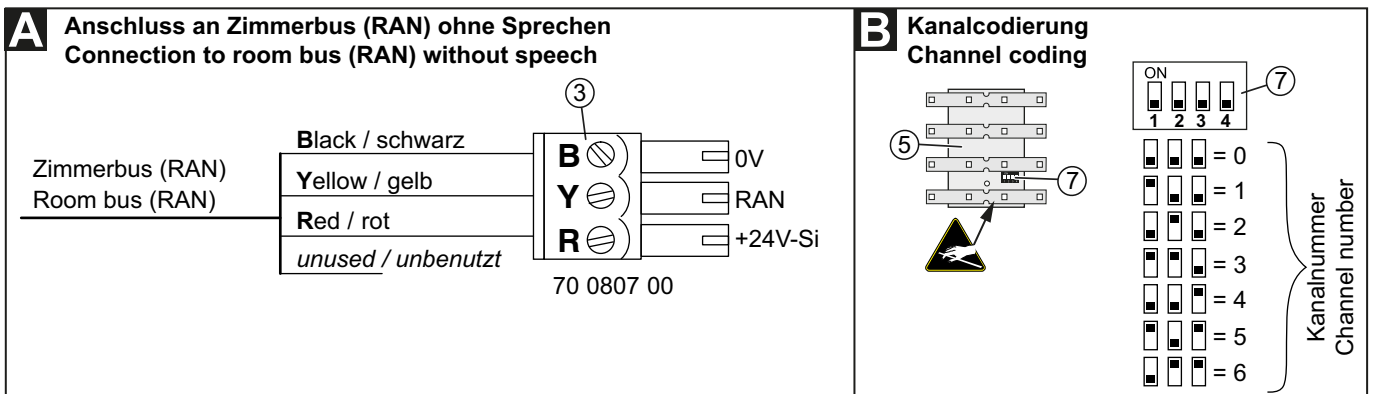 A
Anschluss an Zimmerbus (RAN) ohne Sprechen
Connection to room bus (RAN) without speech
3
Black / schwarz
Yellow / gelb
Red / rot
unused / unbenutzt
Zimmerbus (RAN)
Room bus (RAN)
B
Y
R
0V
RAN
+24V-Si
70 0807 00
B
Kanalcodierung
Channel coding
5
7
ON
1 2 3 4
7
= 0
= 1
= 2
= 3
= 4
= 5
= 6
Kanalnummer
Channel number